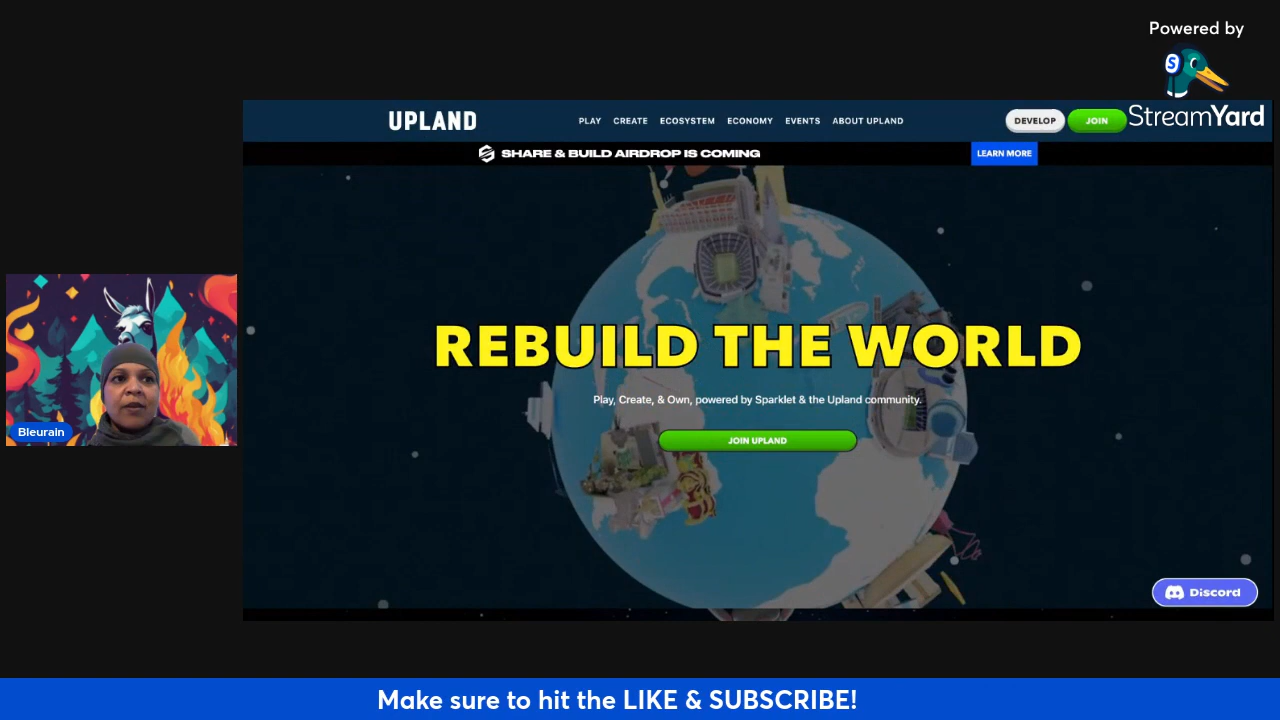 Powered by
StreamYard
UPLAND
PLAY CREATE ECOSYSTEM ECONOMY EVENTS ABOUT UPLAND
DEVELOP JOIN
SHARE & BUILD AIRDROP IS COMING
LEARN MORE
REBUILD THE WORLD
Play, Create, & Own, powered by Sparklet & the Upland community.
JOIN UPLAND
Bleurain
Discord
Make sure to hit the LIKE & SUBSCRIBE!